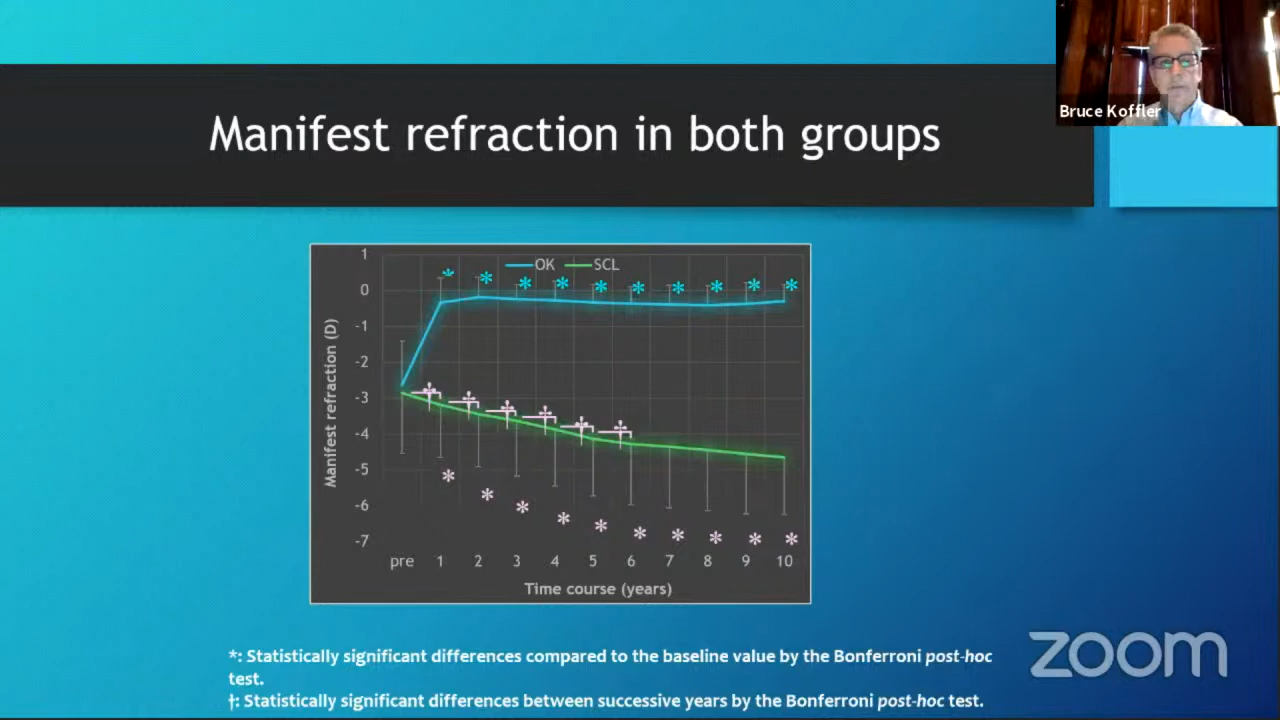 Bruce Koffler
Manifest refraction in both groups
OK SCL
1
0
-1
-2
-3
-4
-5
-6
-7
Manifest refraction (D)
* * * * * * * * * *
† † † † † †
* * * * * * * * * *
pre 1 2 3 4 5 6 7 8 9 10
Time course (years)
*: Statistically significant differences compared to the baseline value by the Bonferroni post-hoc
test.
†: Statistically significant differences between successive years by the Bonferroni post-hoc test.
zoom